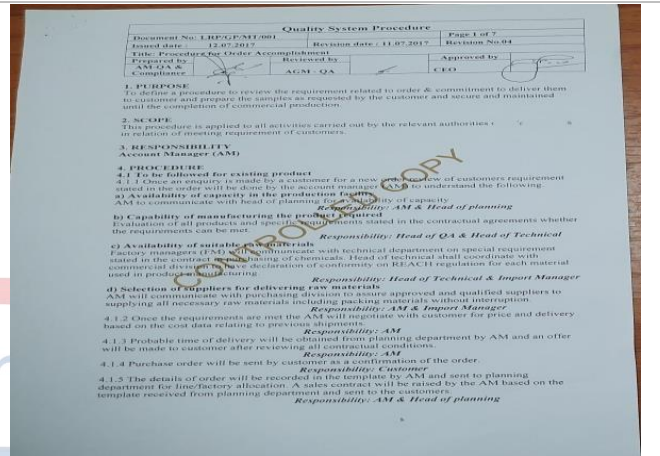 Quality System Procedure
Document No: LRP/GP/MT/001 Page 1 of 7
Issued date : 12.07.2017 Revision date : 11.07.2017 Revision No.04
Title: Procedure for Order Accomplishment
Prepared by Reviewed by Approved by
AM-QA &
Compliance AGM - QA CEO
1. PURPOSE
To define a procedure to review the requirement related to order & commitment to deliver them
to customer and prepare the samples as requested by the customer and secure and maintained
until the completion of commercial production.
2. SCOPE
This procedure is applied to all activities carried out by the relevant authorities
in relation of meeting requirement of customers.
3. RESPONSIBILITY
Account Manager (AM)
4. PROCEDURE
4.1 To be followed for existing product
4.1.1 Once an enquiry is made by a customer for a new order review of customers requirement
stated in the order will be done by the account manager (AM) to understand the following.
a) Availability of capacity in the production facility
AM to communicate with head of planning for availability of capacity
Responsibility: AM & Head of planning
b) Capability of manufacturing the product required
Evaluation of all products and specific requirements stated in the contractual agreements whether
the requirements can be met.
Responsibility: Head of QA & Head of Technical
c) Availability of suitable raw materials
Factory managers (FM) will communicate with technical department on special requirement
stated in the contract purchasing of chemicals. Head of technical shall coordinate with
commercial division to have declaration of conformity on REACH regulation for each material
used in product manufacturing.
Responsibility: Head of Technical & Import Manager
d) Selection of suppliers for delivering raw materials
AM will communicate with purchasing division to assure approved and qualified suppliers to
supplying all necessary raw materials including packing materials without interruption.
Responsibility: AM & Import Manager
4.1.2 Once the requirements are met the AM will negotiate with customer for price and delivery
based on the cost data relating to previous shipments.
Responsibility: AM
4.1.3 Probable time of delivery will be obtained from planning department by AM and an offer
will be made to customer after reviewing all contractual conditions.
Responsibility: AM
4.1.4 Purchase order will be sent by customer as a confirmation of the order.
Responsibility: Customer
4.1.5 The details of order will be recorded in the template by AM and sent to planning
department for line/factory allocation. A sales contract will be raised by the AM based on the
template received from planning department and sent to the customers.
Responsibility: AM & Head of planning
CONTROLLED COPY